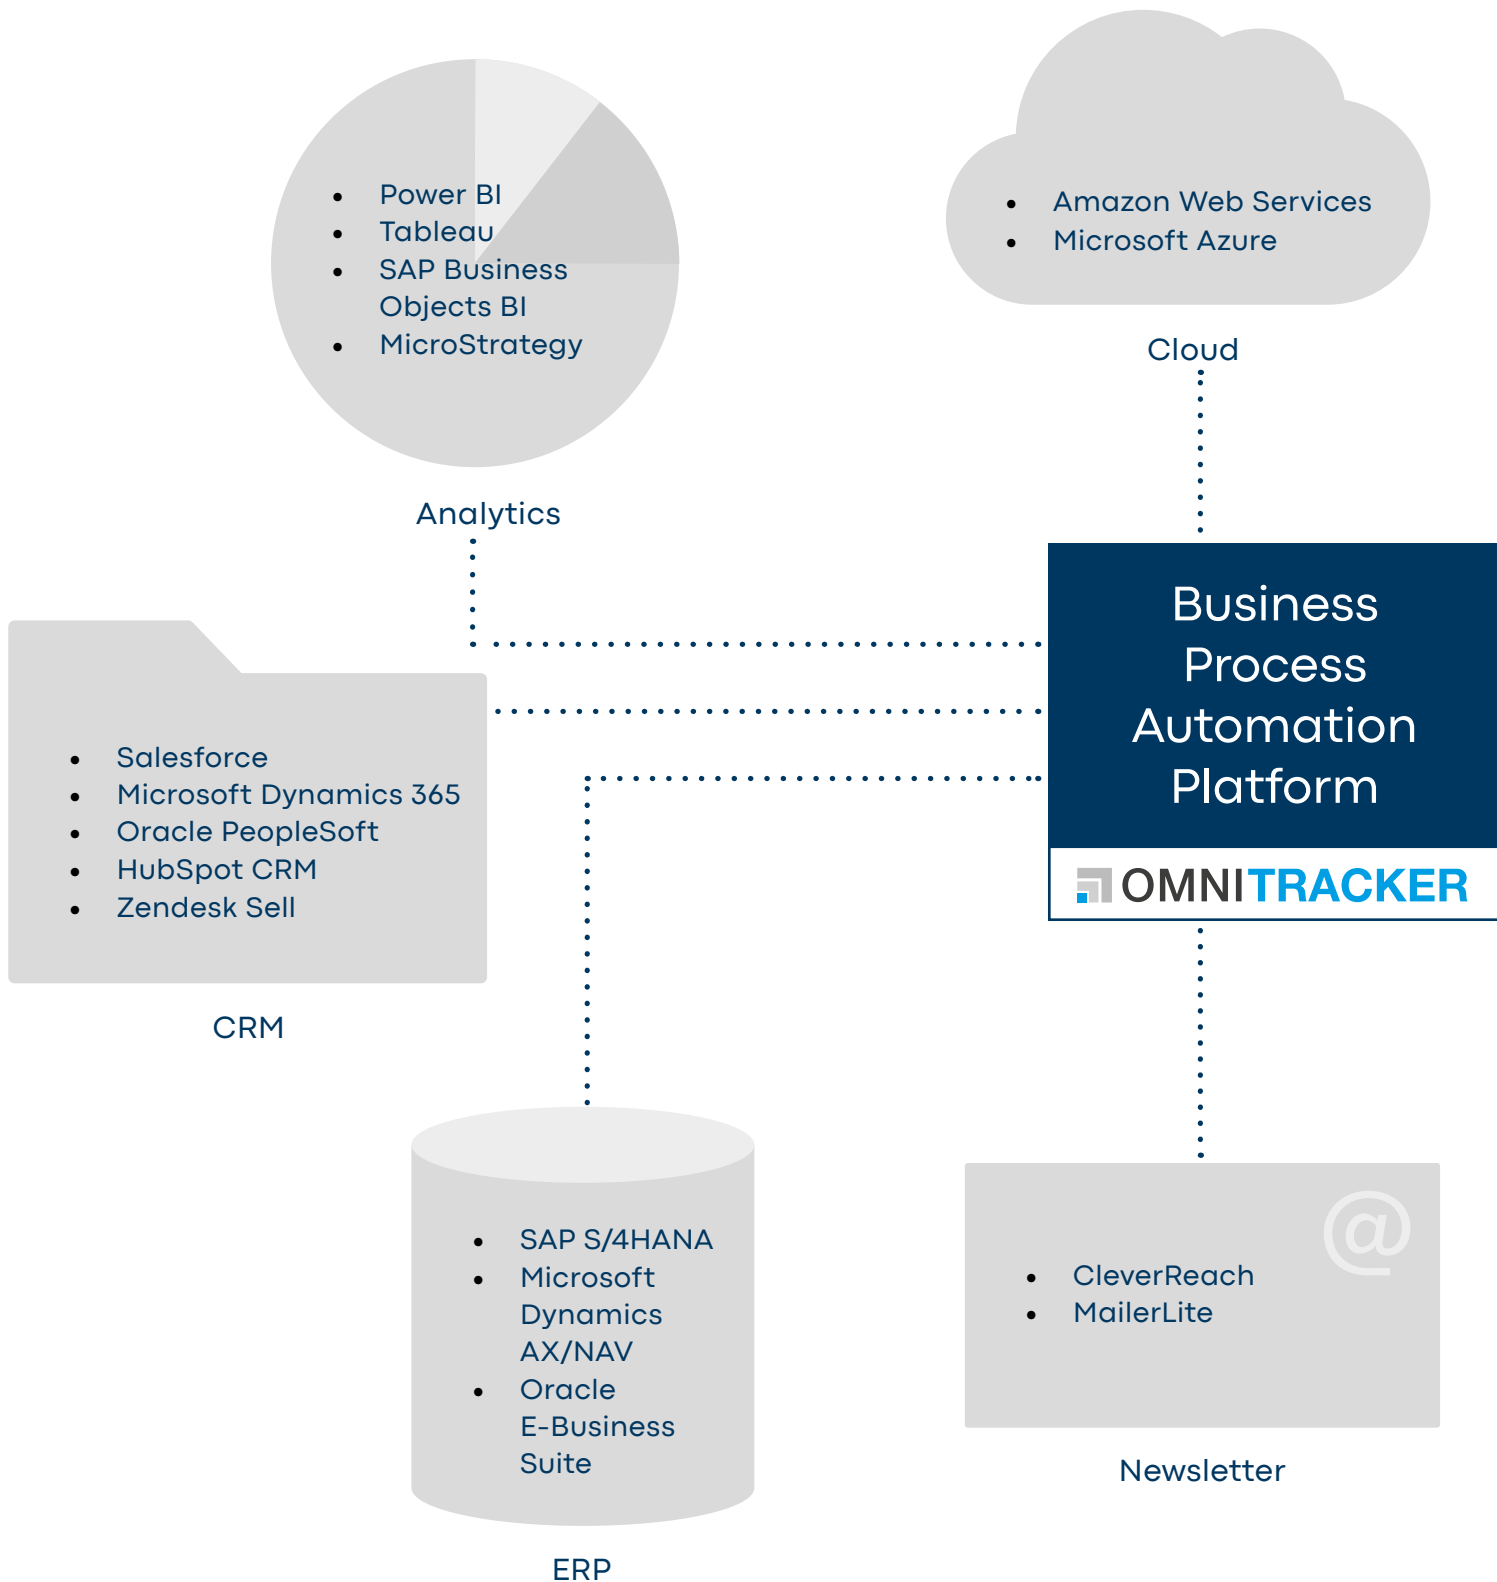 • Power BI
• Tableau
• SAP Business
Objects BI
• MicroStrategy
Analytics
• Amazon Web Services
• Microsoft Azure
Cloud
Business
Process
Automation
Platform
OMNITRACKER
• Salesforce
• Microsoft Dynamics 365
• Oracle PeopleSoft
• HubSpot CRM
• Zendesk Sell
CRM
• SAP S/4HANA
• Microsoft
Dynamics
AX/NAV
• Oracle
E-Business
Suite
ERP
@
• CleverReach
• MailerLite
Newsletter